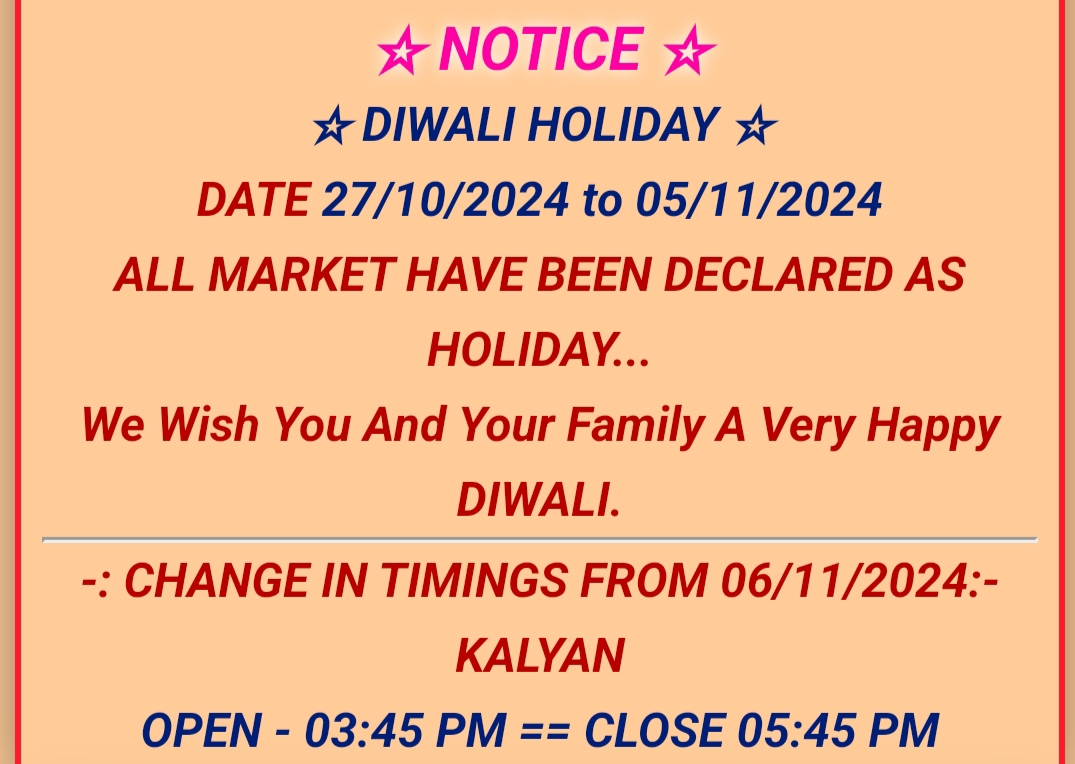 ☆ NOTICE ☆
☆ DIWALI HOLIDAY ☆
DATE 27/10/2024 to 05/11/2024
ALL MARKET HAVE BEEN DECLARED AS
HOLIDAY...
We Wish You And Your Family A Very Happy
DIWALI.
-: CHANGE IN TIMINGS FROM 06/11/2024:-
KALYAN
OPEN - 03:45 PM == CLOSE 05:45 PM